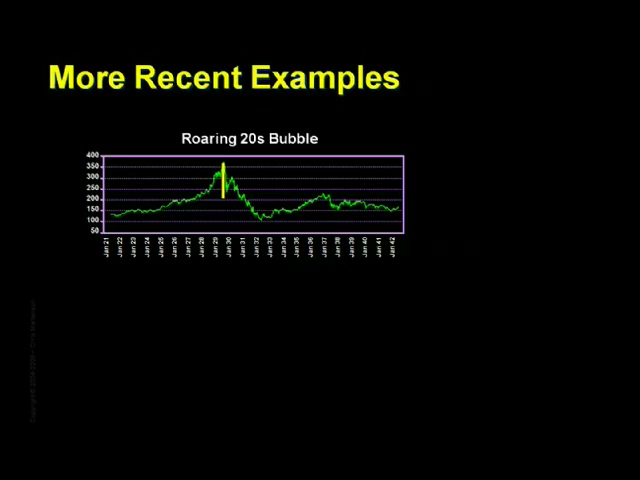 More Recent Examples
Roaring 20s Bubble
400
350
300
250
200
150
100
50
Jan 21
Jan 22
Jan 23
Jan 24
Jan 25
Jan 26
Jan 27
Jan 28
Jan 29
Jan 30
Jan 31
Jan 32
Jan 33
Jan 34
Jan 35
Jan 36
Jan 37
Jan 38
Jan 39
Jan 40
Jan 41
Jan 42